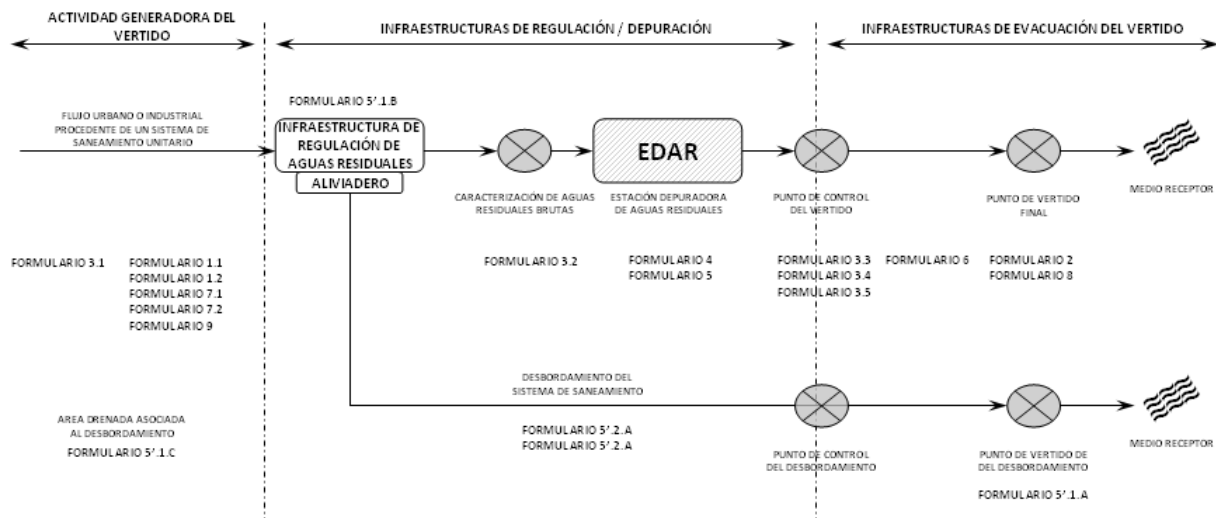 ACTIVIDAD GENERADORA DEL
VERTIDO
INFRAESTRUCTURAS DE REGULACIÓN / DEPURACIÓN
INFRAESTRUCTURAS DE EVACUACIÓN DEL VERTIDO
FLUJO URBANO O INDUSTRIAL
PROCEDENTE DE UN SISTEMA DE
SANEAMIENTO UNITARIO
FORMULARIO 5'.1.B
INFRAESTRUCTURA DE
REGULACIÓN DE
AGUAS RESIDUALES
ALIVIADERO
CARACTERIZACIÓN DE AGUAS
RESIDUALES BRUTAS
EDAR
ESTACIÓN DEPURADORA
DE AGUAS RESIDUALES
PUNTO DE CONTROL
DEL VERTIDO
PUNTO DE VERTIDO
FINAL
MEDIO RECEPTOR
FORMULARIO 3.1
FORMULARIO 1.1
FORMULARIO 1.2
FORMULARIO 7.1
FORMULARIO 7.2
FORMULARIO 9
FORMULARIO 3.2
FORMULARIO 4
FORMULARIO 5
FORMULARIO 3.3
FORMULARIO 3.4
FORMULARIO 3.5
FORMULARIO 6
FORMULARIO 2
FORMULARIO 8
DESBORDAMIENTO DEL
SISTEMA DE SANEAMIENTO
FORMULARIO 5'.2.A
FORMULARIO 5'.2.A
AREA DRENADA ASOCIADA
AL DESBORDAMIENTO
FORMULARIO 5'.1.C
PUNTO DE CONTROL
DEL DESBORDAMIENTO
PUNTO DE VERTIDO DE
DEL DESBORDAMIENTO
FORMULARIO 5'.1.A
MEDIO RECEPTOR